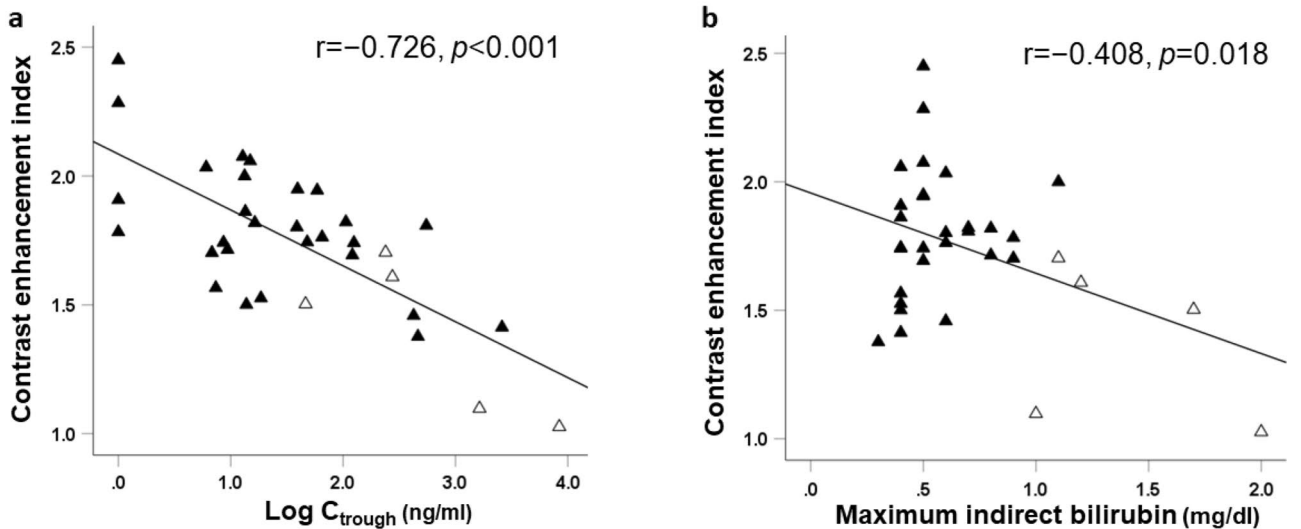 a
r=−0.726, p<0.001
Contrast enhancement index
2.5
2.0
1.5
1.0
.0 1.0 2.0 3.0 4.0
Log Ctrough (ng/ml)
b
r=−0.408, p=0.018
Contrast enhancement index
2.5
2.0
1.5
1.0
.0 .5 1.0 1.5 2.0
Maximum indirect bilirubin (mg/dl)